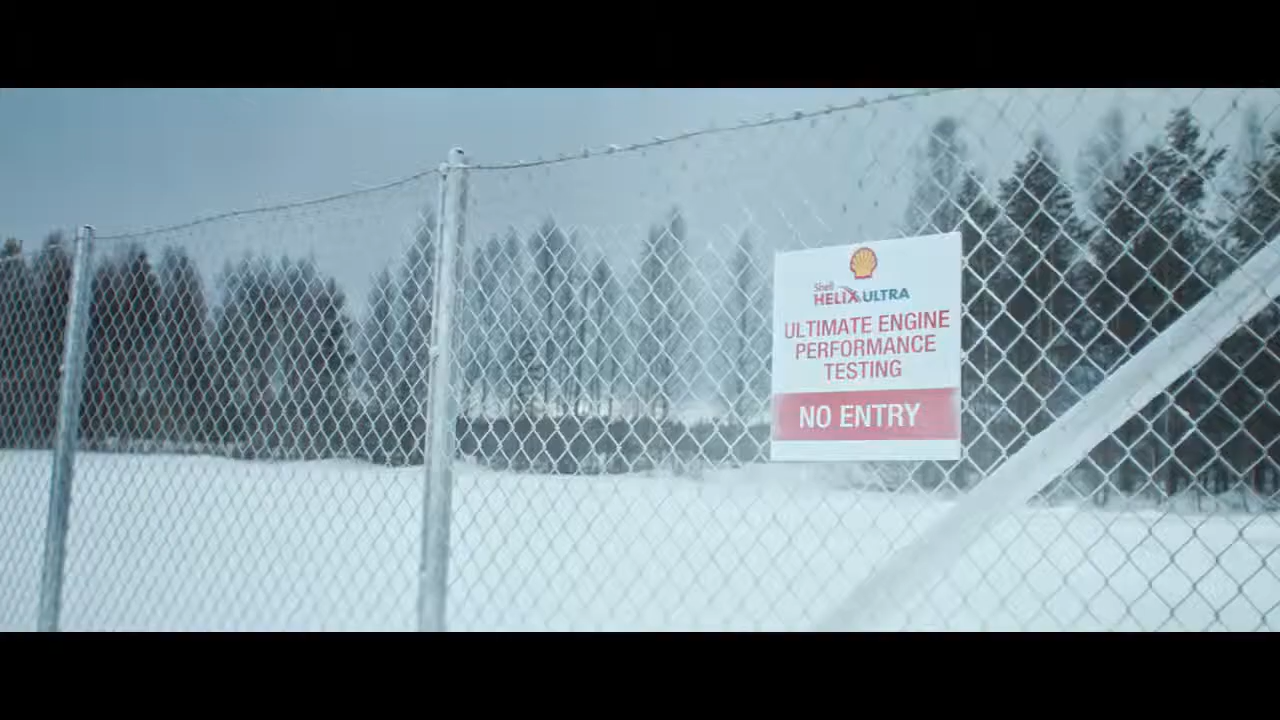 Shell
HELIX ULTRA
ULTIMATE ENGINE
PERFORMANCE
TESTING
NO ENTRY